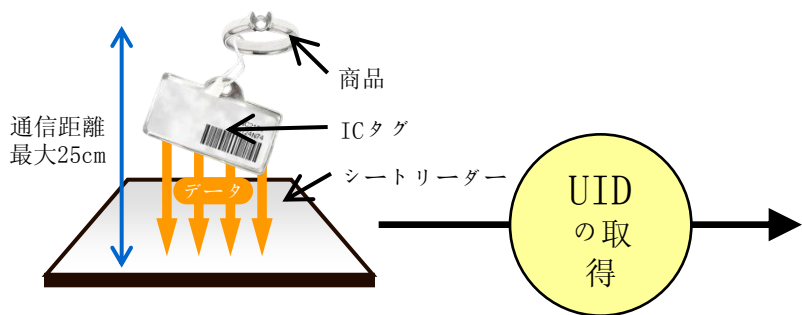 商品
通信距離
最大25cm
ICタグ
シートリーダー
データ
UID
の取
得